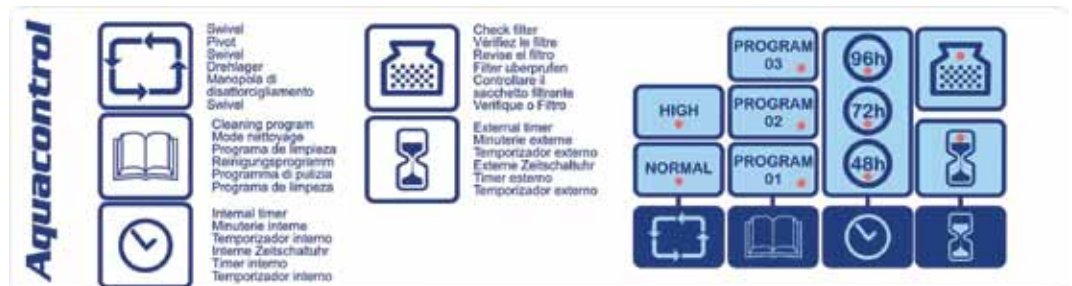 Aquacontrol
Swivel
Pivot
Swivel
Drehlager
Manopola di
disattorcigliamento
Swivel
Cleaning program
Mode nettoyage
Programa de limpieza
Reinigungsprogramm
Programma di pulizia
Programa de limpeza
Internal timer
Minuterie interne
Temporizador interno
Interne Zeitschaltuhr
Timer interno
Temporizador interno
Check filter
Vérifiez le filtre
Revise el filtro
Filter uberprufen
Controllare il
sacchetto filtrante
Verifique o Filtro
External timer
Minuterie externe
Temporizador externo
Externe Zeitschaltuhr
Timer esterno
Temporizador externo
HIGH
NORMAL
PROGRAM
03
PROGRAM
02
PROGRAM
01
96h
72h
48h